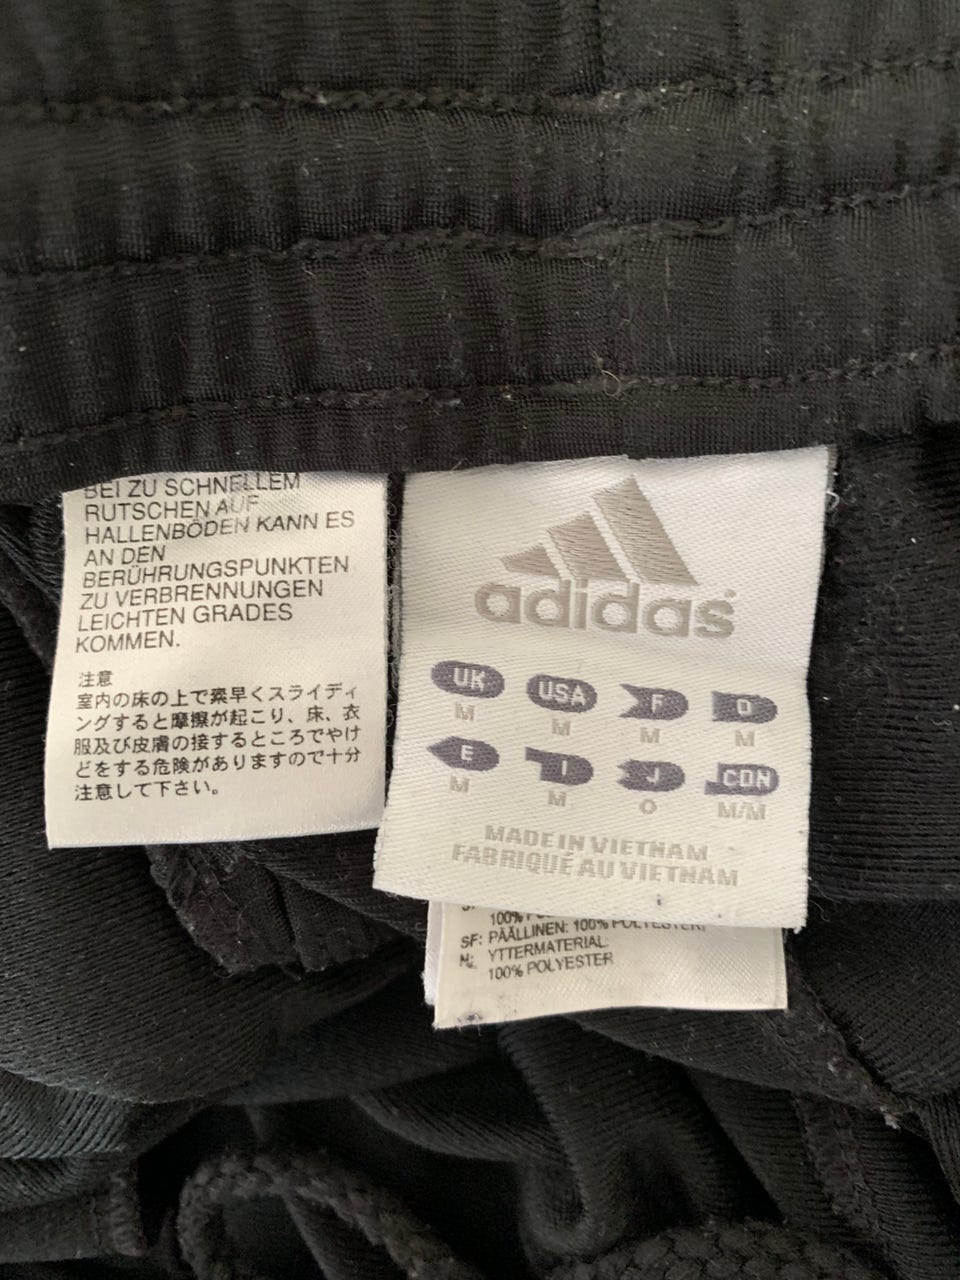 BEI ZU SCHNELLEM
RUTSCHEN AUF
HALLENBÖDEN KANN ES
AN DEN
BERÜHRUNGSPUNKTEN
ZU VERBRENNUNGEN
LEICHTEN GRADES
KOMMEN.
注意
室内の床の上で素早くスライディ
ングすると摩擦が起こり、床、衣
服及び皮膚の接するところでやけ
どをする危険がありますので十分
注意して下さい。
adidas
UK USA F D
M M M M
E I J CDN
M M O M/M
MADE IN VIETNAM
FABRIQUÉ AU VIETNAM
100%
SF: PÄÄLLINEN: 100% POLYESTER,
N: YTTERMATERIAL:
100% POLYESTER